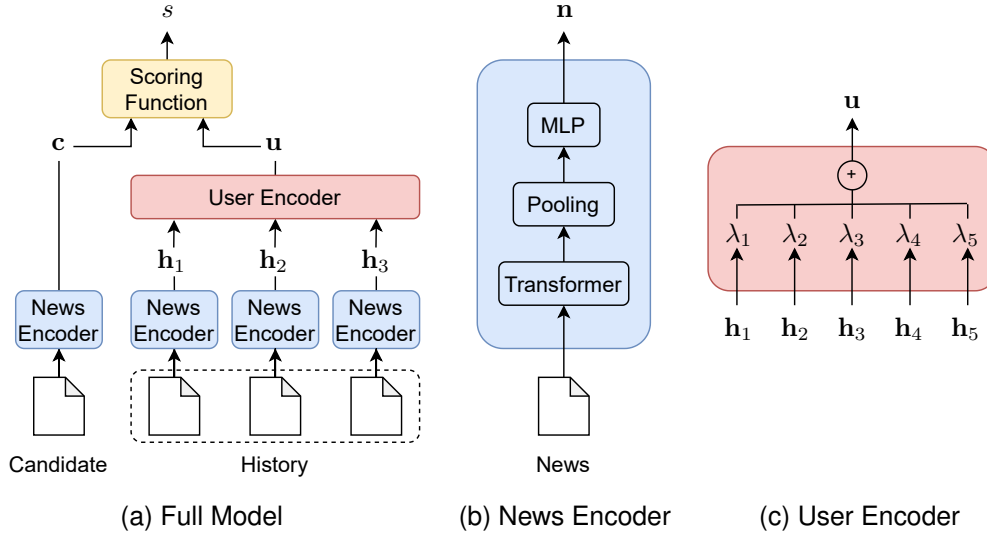 s
Scoring
Function
c
u
User Encoder
h₁
h₂
h₃
News
Encoder
News
Encoder
News
Encoder
News
Encoder
Candidate
History
(a) Full Model
n
MLP
Pooling
Transformer
News
(b) News Encoder
u
+
λ₁ λ₂ λ₃ λ₄ λ₅
h₁ h₂ h₃ h₄ h₅
(c) User Encoder